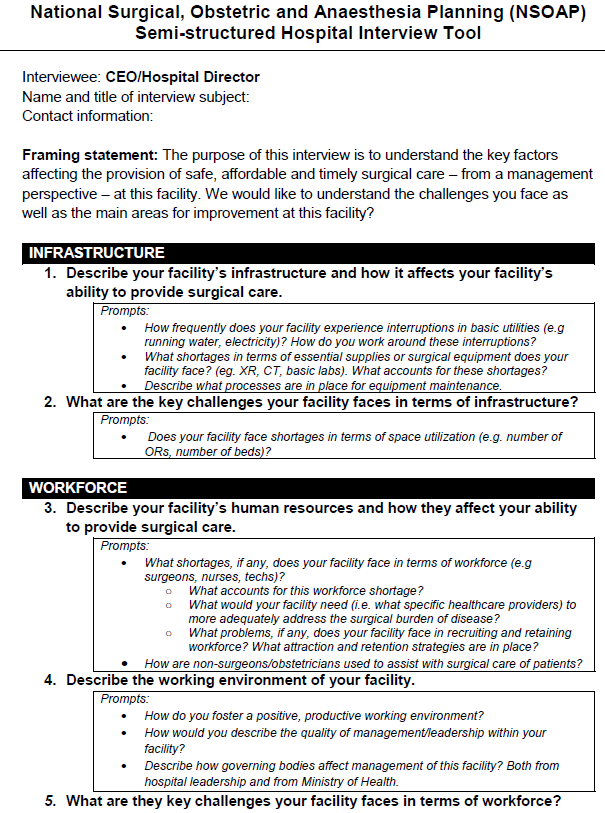 National Surgical, Obstetric and Anaesthesia Planning (NSOAP)
Semi-structured Hospital Interview Tool
Interviewee: CEO/Hospital Director
Name and title of interview subject:
Contact information:
Framing statement: The purpose of this interview is to understand the key factors
affecting the provision of safe, affordable and timely surgical care – from a management
perspective – at this facility. We would like to understand the challenges you face as
well as the main areas for improvement at this facility?
INFRASTRUCTURE
1. Describe your facility's infrastructure and how it affects your facility's
ability to provide surgical care.
Prompts:
• How frequently does your facility experience interruptions in basic utilities (e.g
running water, electricity)? How do you work around these interruptions?
• What shortages in terms of essential supplies or surgical equipment does your
facility face? (eg. XR, CT, basic labs). What accounts for these shortages?
• Describe what processes are in place for equipment maintenance.
2. What are the key challenges your facility faces in terms of infrastructure?
Prompts:
• Does your facility face shortages in terms of space utilization (e.g. number of
ORs, number of beds)?
WORKFORCE
3. Describe your facility's human resources and how they affect your ability
to provide surgical care.
Prompts:
• What shortages, if any, does your facility face in terms of workforce (e.g
surgeons, nurses, techs)?
o What accounts for this workforce shortage?
o What would your facility need (i.e. what specific healthcare providers) to
more adequately address the surgical burden of disease?
o What problems, if any, does your facility face in recruiting and retaining
workforce? What attraction and retention strategies are in place?
• How are non-surgeons/obstetricians used to assist with surgical care of patients?
4. Describe the working environment of your facility.
Prompts:
• How do you foster a positive, productive working environment?
• How would you describe the quality of management/leadership within your
facility?
• Describe how governing bodies affect management of this facility? Both from
hospital leadership and from Ministry of Health.
5. What are they key challenges your facility faces in terms of workforce?